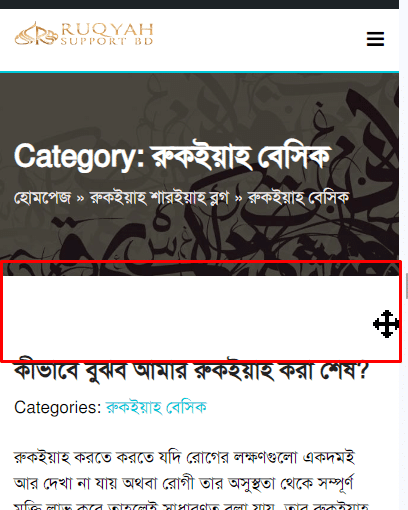 RUQYAH
SUPPORT BD
Category: রুকইয়াহ বেসিক
হোমপেজ » রুকইয়াহ শারইয়াহ ব্লগ » রুকইয়াহ বেসিক
কীভাবে বুঝব আমার রুকইয়াহ করা শেষ?
Categories: রুকইয়াহ বেসিক
রুকইয়াহ করতে করতে যদি রোগের লক্ষণগুলো একদমই
আর দেখা না যায় অথবা রোগী তার অসুস্থতা থেকে সম্পূর্ণ
মুক্তি লাভ করে তাহলেই সাধারণত বলা যায়, তার রুকইয়াহ